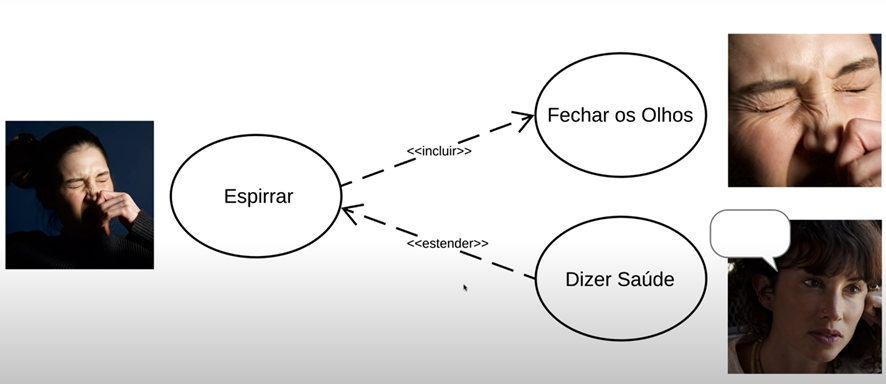 Fechar os Olhos
<<incluir>>
Espirrar
<<estender>>
Dizer Saúde